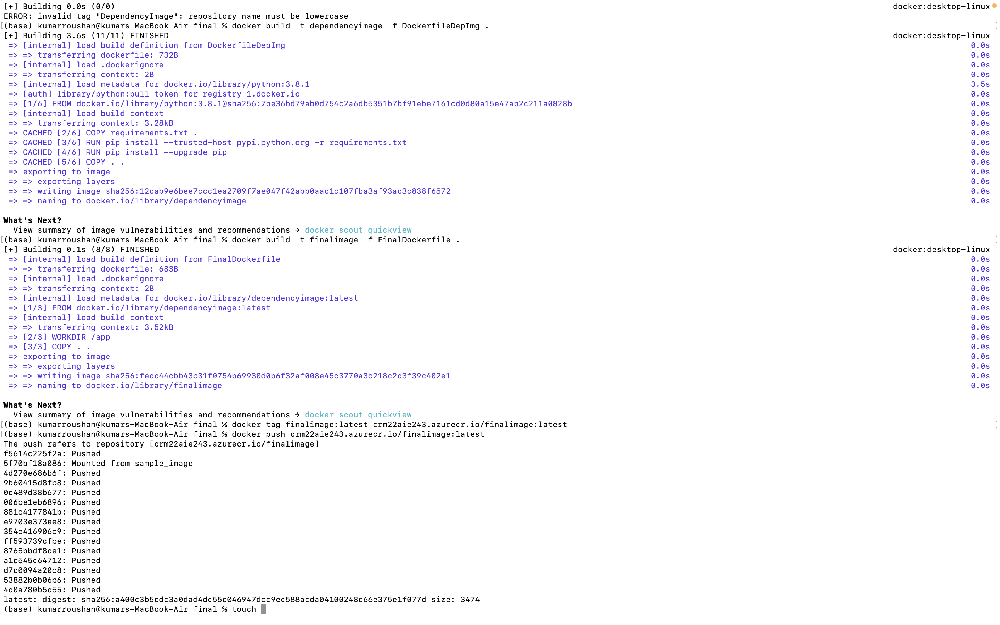 [+] Building 0.0s (0/0) docker:desktop-linux
ERROR: invalid tag "DependencyImage": repository name must be lowercase
[(base) kumarroushan@kumars-MacBook-Air final % docker build -t dependencyimage -f DockerfileDepImg . ]
[+] Building 3.6s (11/11) FINISHED docker:desktop-linux
=> [internal] load build definition from DockerfileDepImg 0.0s
=> => transferring dockerfile: 732B 0.0s
=> [internal] load .dockerignore 0.0s
=> => transferring context: 2B 0.0s
=> [internal] load metadata for docker.io/library/python:3.8.1 3.5s
=> [auth] library/python:pull token for registry-1.docker.io 0.0s
=> [1/6] FROM docker.io/library/python:3.8.1@sha256:7be36bd79ab0d754c2a6db5351b7bf91ebe7161cd0d80a15e47ab2c211a0828b 0.0s
=> [internal] load build context 0.0s
=> => transferring context: 3.28kB 0.0s
=> CACHED [2/6] COPY requirements.txt . 0.0s
=> CACHED [3/6] RUN pip install --trusted-host pypi.python.org -r requirements.txt 0.0s
=> CACHED [4/6] RUN pip install --upgrade pip 0.0s
=> CACHED [5/6] COPY . . 0.0s
=> exporting to image 0.0s
=> => exporting layers 0.0s
=> => writing image sha256:12cab9e6bee7ccc1ea2709f7ae047f42abb0aac1c107fba3af93ac3c838f6572 0.0s
=> => naming to docker.io/library/dependencyimage 0.0s
What's Next?
View summary of image vulnerabilities and recommendations → docker scout quickview
[(base) kumarroushan@kumars-MacBook-Air final % docker build -t finalimage -f FinalDockerfile . ]
[+] Building 0.1s (8/8) FINISHED docker:desktop-linux
=> [internal] load build definition from FinalDockerfile 0.0s
=> => transferring dockerfile: 683B 0.0s
=> [internal] load .dockerignore 0.0s
=> => transferring context: 2B 0.0s
=> [internal] load metadata for docker.io/library/dependencyimage:latest 0.0s
=> [1/3] FROM docker.io/library/dependencyimage:latest 0.0s
=> [internal] load build context 0.0s
=> => transferring context: 3.52kB 0.0s
=> [2/3] WORKDIR /app 0.0s
=> [3/3] COPY . . 0.0s
=> exporting to image 0.0s
=> => exporting layers 0.0s
=> => writing image sha256:fecc44cbb43b31f0754b69930d0b6f32af008e45c3770a3c218c2c3f39c402e1 0.0s
=> => naming to docker.io/library/finalimage 0.0s
What's Next?
View summary of image vulnerabilities and recommendations → docker scout quickview
[(base) kumarroushan@kumars-MacBook-Air final % docker tag finalimage:latest crm22aie243.azurecr.io/finalimage:latest ]
[(base) kumarroushan@kumars-MacBook-Air final % docker push crm22aie243.azurecr.io/finalimage:latest ]
The push refers to repository [crm22aie243.azurecr.io/finalimage]
f5614c225f2a: Pushed
5f70bf18a086: Mounted from sample_image
4d270e686b6f: Pushed
9b60415d8fb8: Pushed
0c489d38b677: Pushed
006be1eb6896: Pushed
881c4177841b: Pushed
e9703e373ee8: Pushed
354e416906c9: Pushed
ff593739cfbe: Pushed
8765bbdf8ce1: Pushed
a1c545c64712: Pushed
d7c0094a20c8: Pushed
53882b0b06b6: Pushed
4c0a780b5c55: Pushed
latest: digest: sha256:a400c3b5cdc3a0dad4dc55c046947dcc9ec588acda04100248c66e375e1f077d size: 3474
(base) kumarroushan@kumars-MacBook-Air final % touch